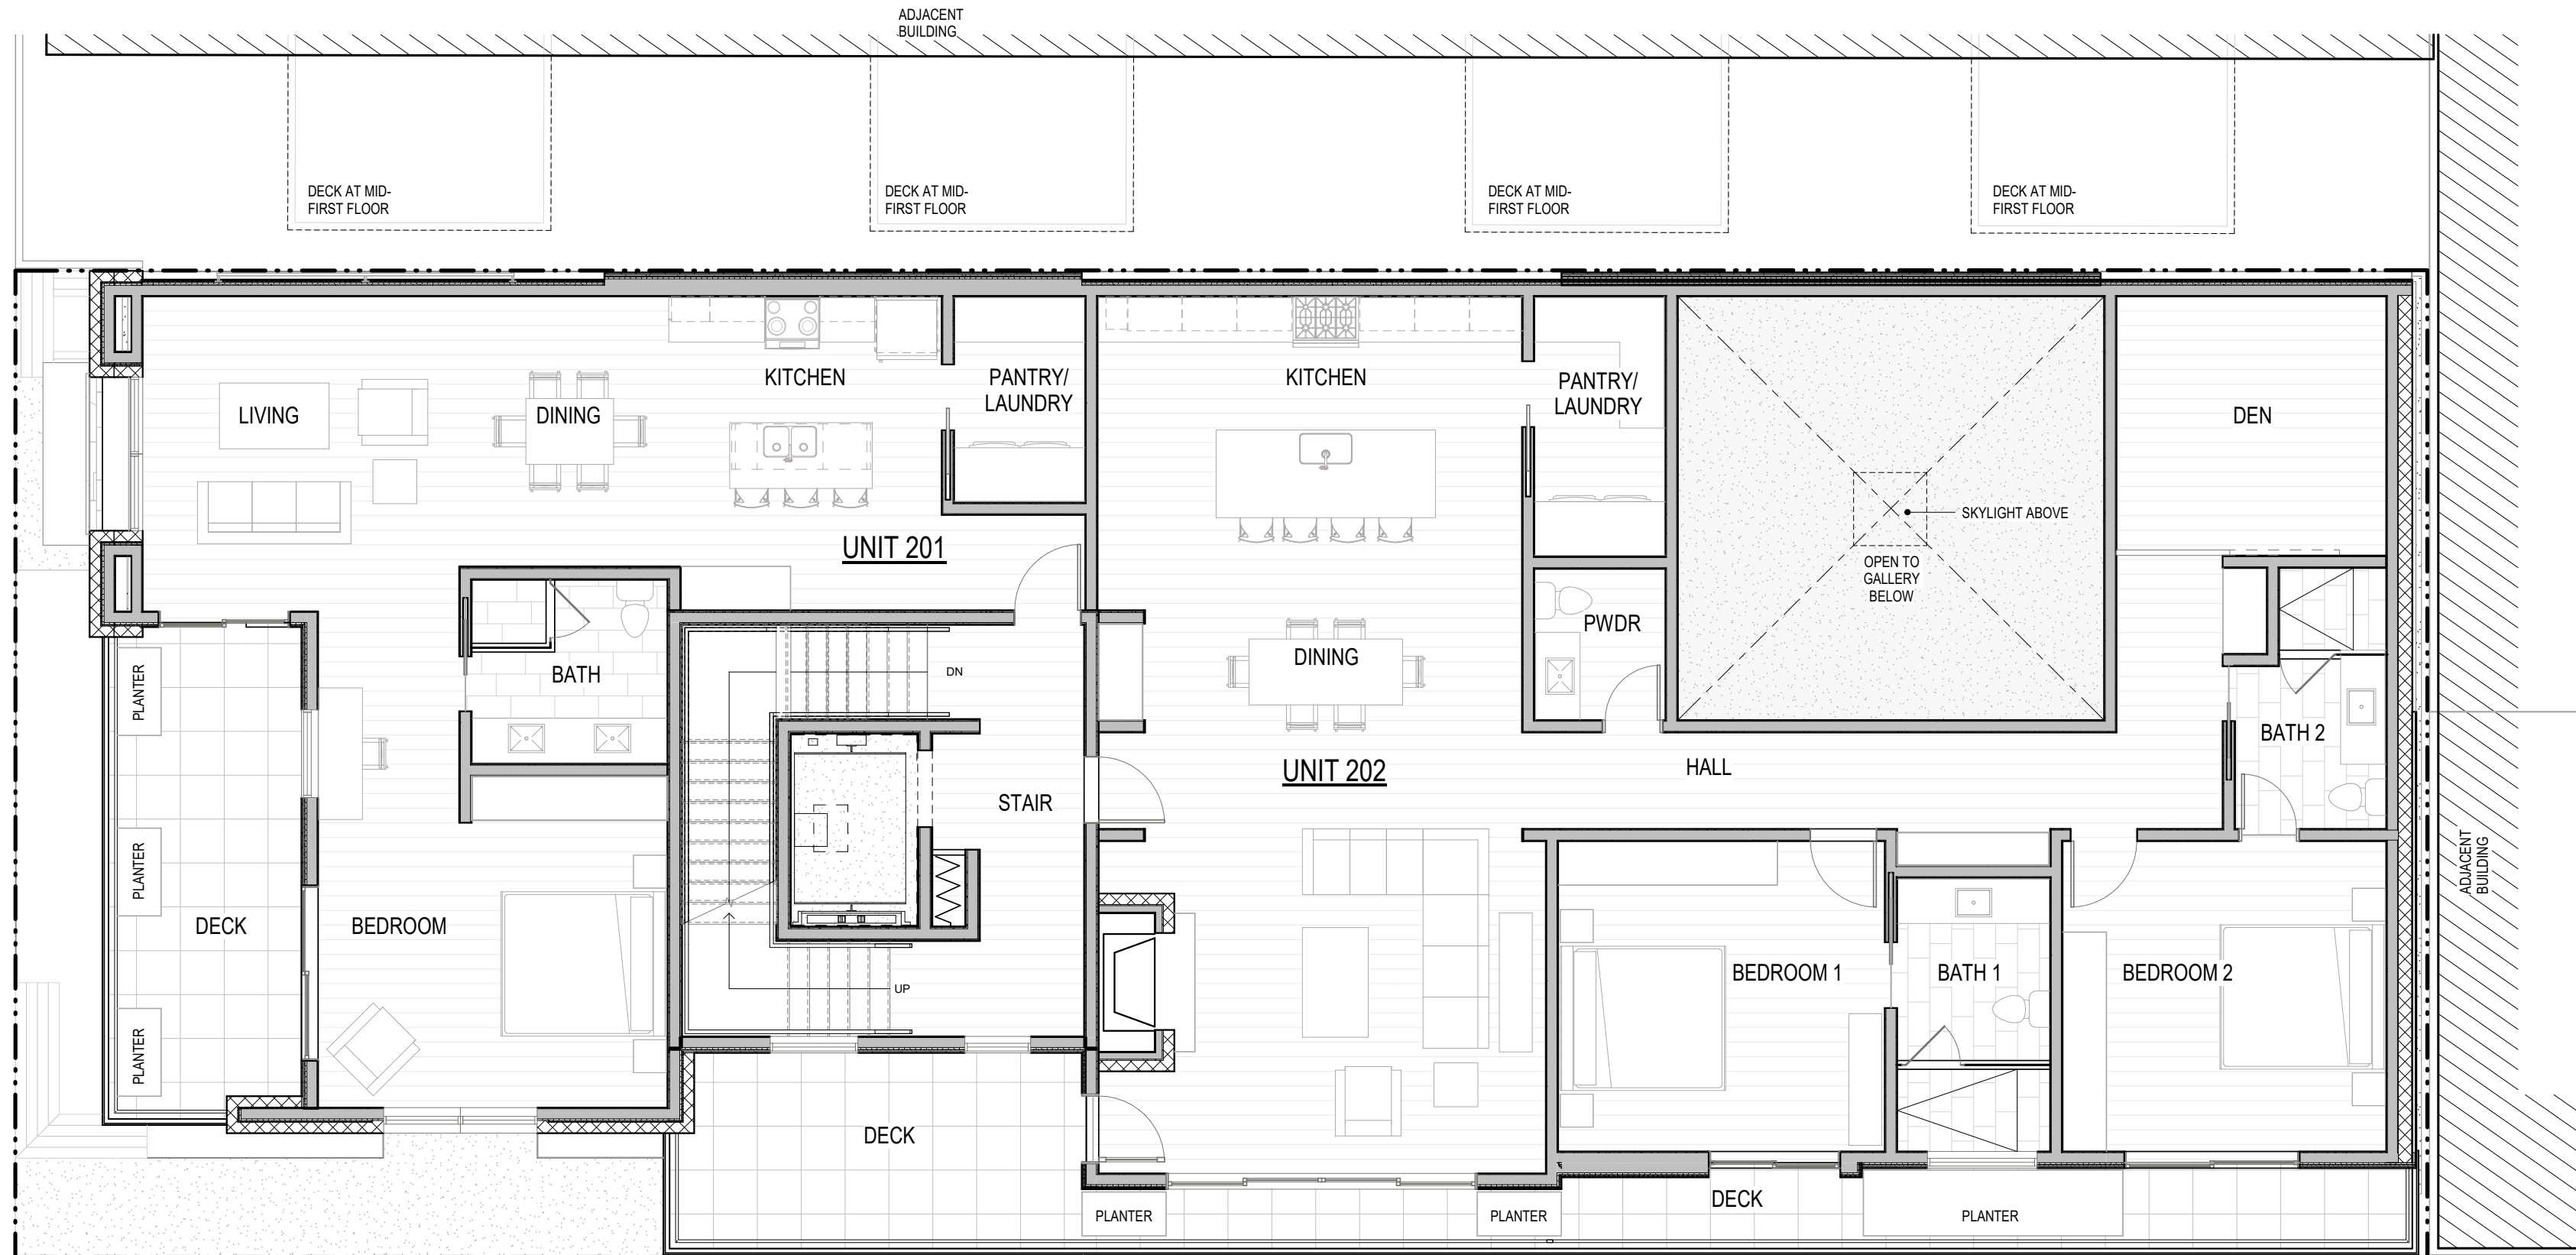 ADJACENT
BUILDING
DECK AT MID-
FIRST FLOOR
DECK AT MID-
FIRST FLOOR
DECK AT MID-
FIRST FLOOR
DECK AT MID-
FIRST FLOOR
LIVING
DINING
KITCHEN
PANTRY/
LAUNDRY
KITCHEN
PANTRY/
LAUNDRY
DEN
SKYLIGHT ABOVE
OPEN TO
GALLERY
BELOW
UNIT 201
PWDR
DINING
BATH
DN
PLANTER
BATH 2
HALL
UNIT 202
STAIR
PLANTER
ADJACENT
BUILDING
DECK
BEDROOM
BEDROOM 1
BATH 1
BEDROOM 2
UP
PLANTER
DECK
DECK
PLANTER
PLANTER
PLANTER